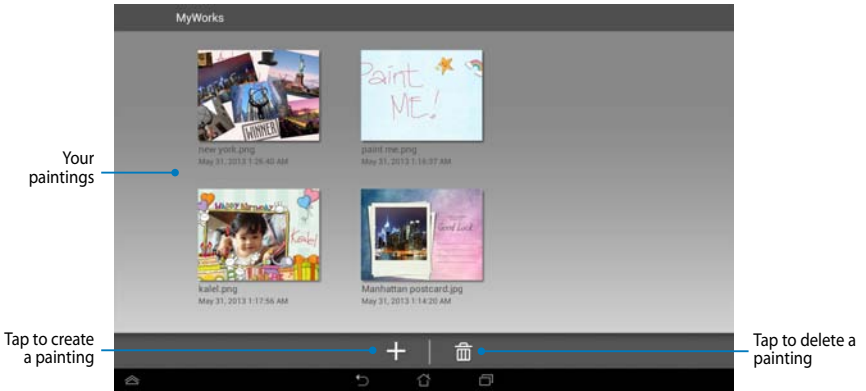 MyWorks
Paint
ME!
WINNER
new york.png
May 31, 2013 1:26:40 AM
paint me.png
May 31, 2013 1:16:37 AM
Your
paintings
HAPPY Birthday
Kalel
Good Luck
kalel.png
May 31, 2013 1:17:56 AM
Manhattan postcard.jpg
May 31, 2013 1:14:20 AM
Tap to create
a painting
Tap to delete a
painting